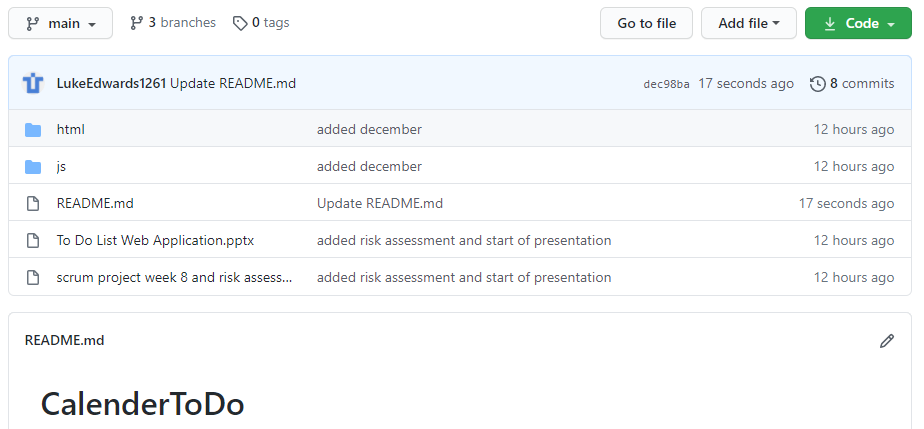 main 3 branches 0 tags Go to file Add file Code
LukeEdwards1261 Update README.md dec98ba 17 seconds ago 8 commits
html added december 12 hours ago
js added december 12 hours ago
README.md Update README.md 17 seconds ago
To Do List Web Application.pptx added risk assessment and start of presentation 12 hours ago
scrum project week 8 and risk assess... added risk assessment and start of presentation 12 hours ago
README.md
CalenderToDo